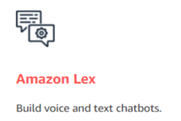 Amazon Lex
Build voice and text chatbots.